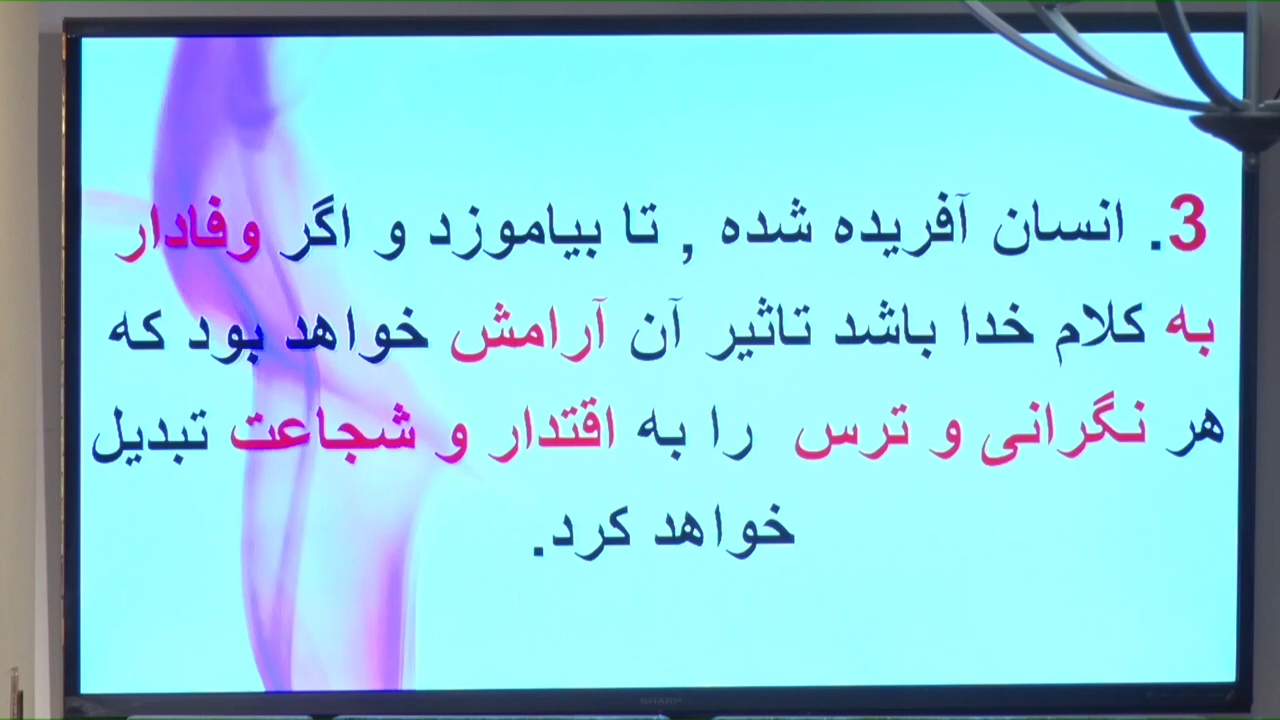 3. انسان آفریده شده , تا بیاموزد و اگر وفادار
به کلام خدا باشد تاثیر آن آرامش خواهد بود که
هر نگرانی و ترس را به اقتدار و شجاعت تبدیل
خواهد کرد.
SHARP